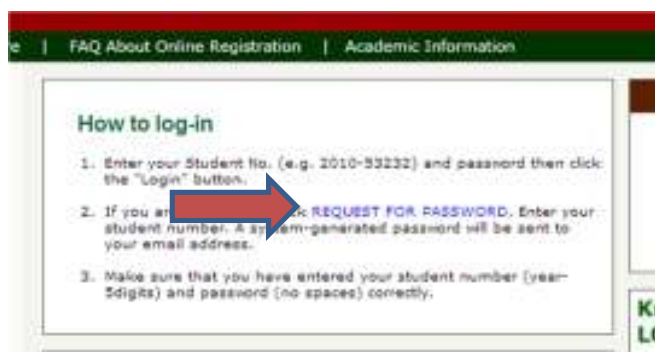 | FAQ About Online Registration | Academic Information
How to log-in
1. Enter your Student No. (e.g. 2010-53232) and password then click
the "Login" button.
2. If you are REQUEST FOR PASSWORD. Enter your
student number. A system-generated password will be sent to
your email address.
3. Make sure that you have entered your student number (year-
5digits) and password (no spaces) correctly.